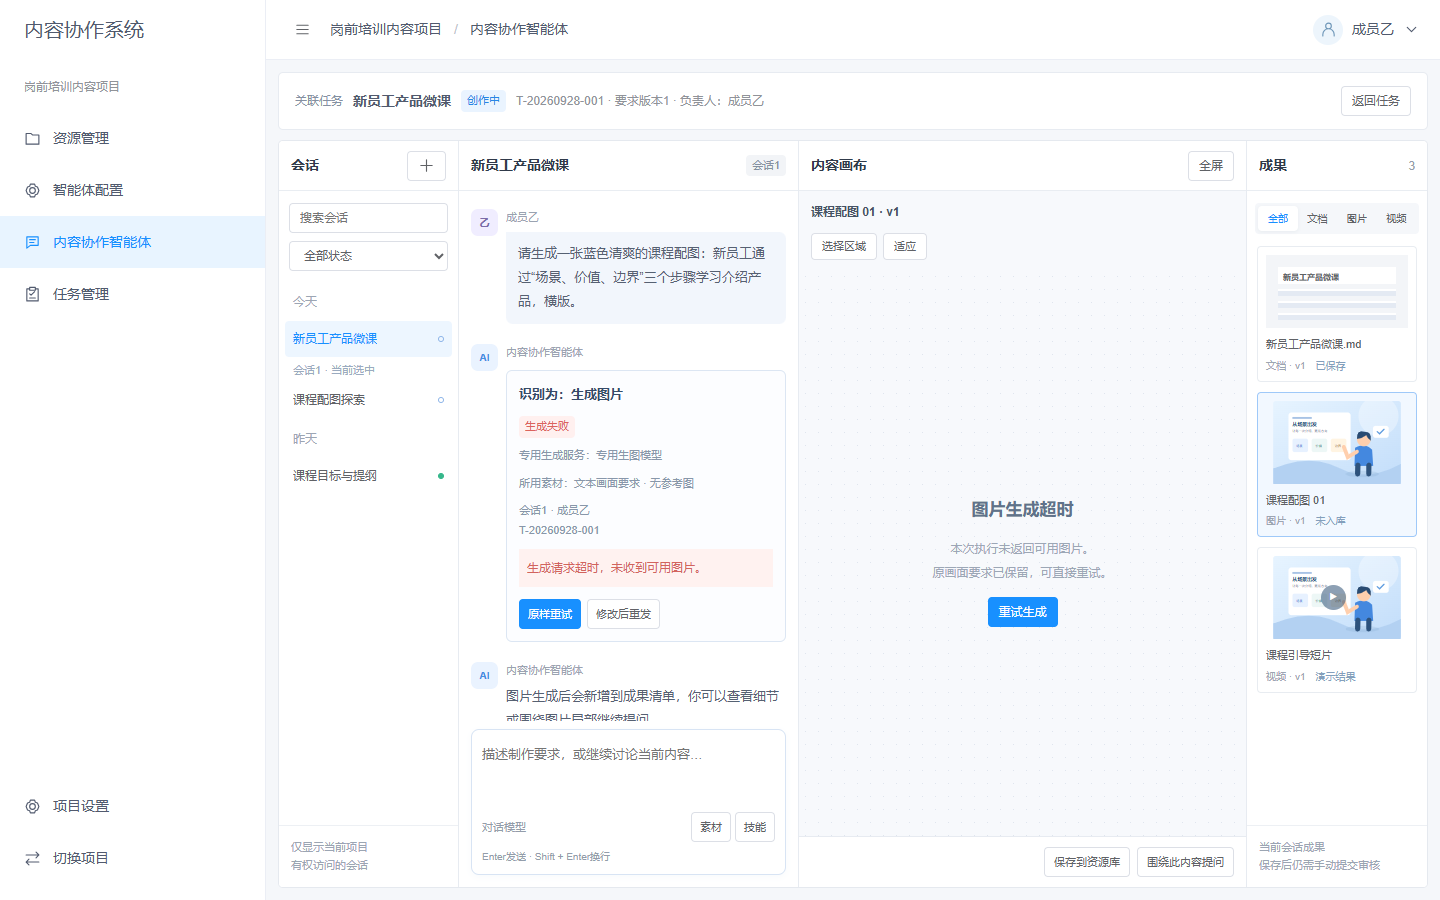 内容协作系统
岗前培训内容项目
资源管理
智能体配置
内容协作智能体
任务管理
项目设置
切换项目
岗前培训内容项目 / 内容协作智能体
成员乙
关联任务 新员工产品微课 创作中 T-20260928-001 · 要求版本1 · 负责人：成员乙
返回任务
会话
搜索会话
全部状态
今天
新员工产品微课
会话1 · 当前选中
课程配图探索
昨天
课程目标与提纲
仅显示当前项目
有权访问的会话
新员工产品微课
会话1
乙
成员乙
请生成一张蓝色清爽的课程配图：新员工通
过“场景、价值、边界”三个步骤学习介绍产
品，横版。
AI
内容协作智能体
识别为：生成图片
生成失败
专用生成服务：专用生图模型
所用素材：文本画面要求 · 无参考图
会话1 · 成员乙
T-20260928-001
生成请求超时，未收到可用图片。
原样重试
修改后重发
AI
内容协作智能体
图片生成后会新增到成果清单，你可以查看细节
或围绕图片局部继续提问
描述制作要求，或继续讨论当前内容...
对话模型
素材
技能
Enter发送 · Shift + Enter换行
内容画布
全屏
课程配图 01 · v1
选择区域
适应
图片生成超时
本次执行未返回可用图片。
原画面要求已保留，可直接重试。
重试生成
保存到资源库
围绕此内容提问
成果
3
全部
文档
图片
视频
新员工产品微课
新员工产品微课.md
文档 · v1 已保存
从场景出发
课程配图 01
图片 · v1 未入库
从场景出发
课程引导短片
视频 · v1 演示结果
当前会话成果
保存后仍需手动提交审核